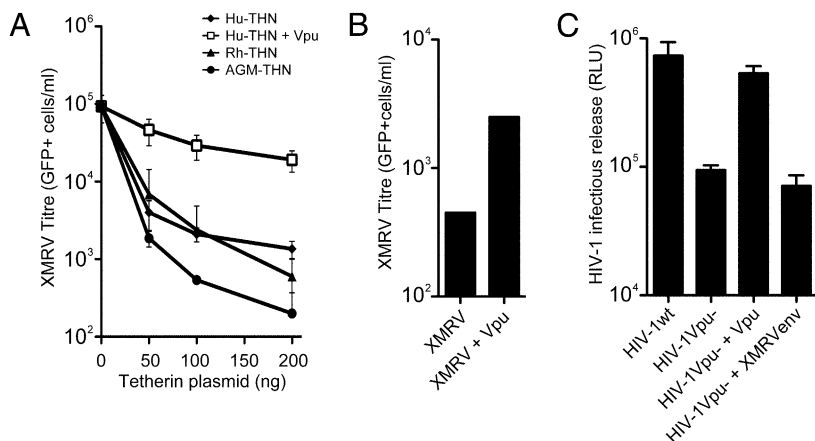 A
Hu-THN
Hu-THN + Vpu
Rh-THN
AGM-THN
XMRV Titre (GFP+ cells/ml)
10^6
10^5
10^4
10^3
10^2
0
50
100
150
200
Tetherin plasmid (ng)
B
XMRV Titre (GFP+cells/ml)
10^4
10^3
10^2
XMRV
XMRV + Vpu
C
HIV-1 infectious release (RLU)
10^6
10^5
10^4
HIV-1wt
HIV-1Vpu-
HIV-1Vpu- + Vpu
HIV-1Vpu- + XMRVenv